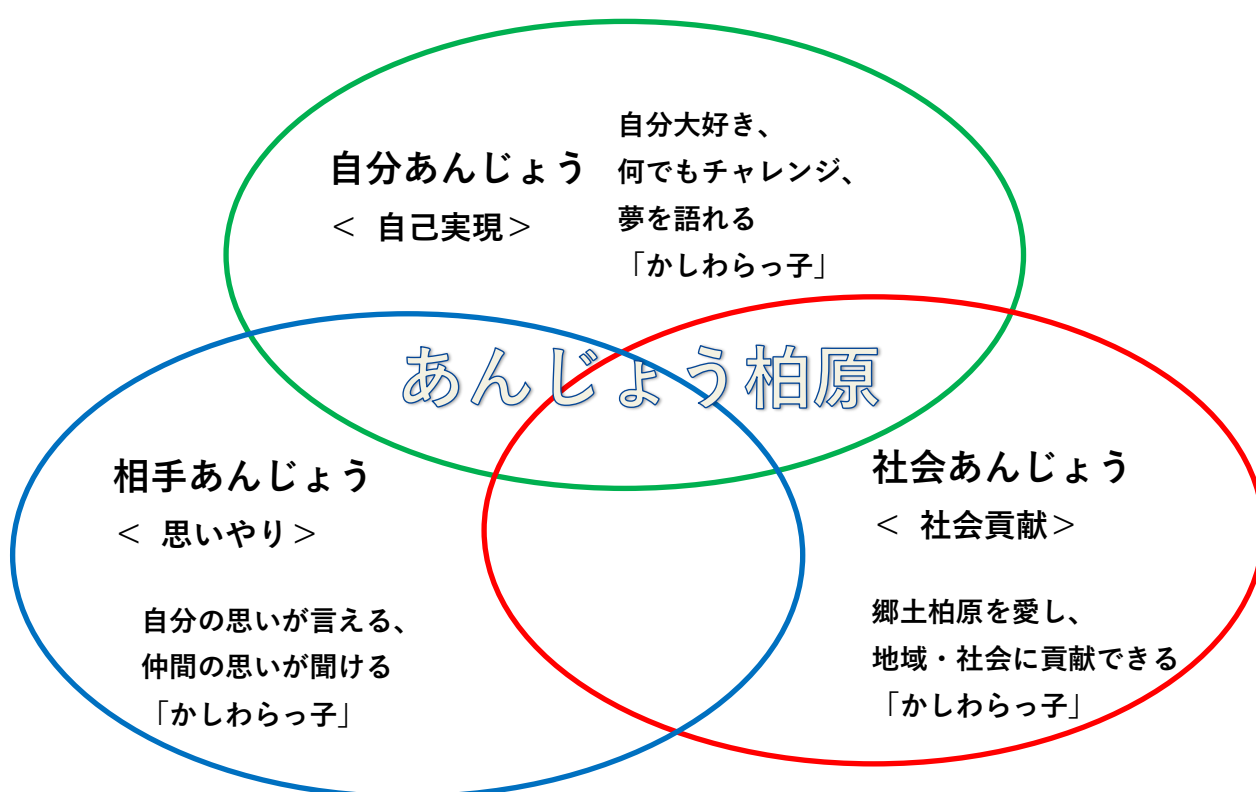 自分あんじょう
< 自己実現>
自分大好き、
何でもチャレンジ、
夢を語れる
「かしわらっ子」
あんじょう柏原
相手あんじょう
< 思いやり>
自分の思いが言える、
仲間の思いが聞ける
「かしわらっ子」
社会あんじょう
< 社会貢献>
郷土柏原を愛し、
地域・社会に貢献できる
「かしわらっ子」